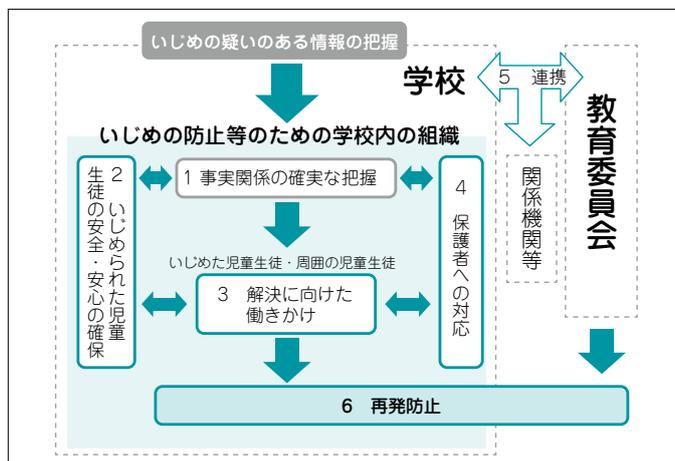 いじめの疑いのある情報の把握
学校
5　連携
教育委員会
関係機関等
いじめの防止等のための学校内の組織
1 事実関係の確実な把握
2　いじめられた児童
生徒の安全・安心の確保
4　保護者への対応
いじめた児童生徒・周囲の児童生徒
3　解決に向けた
働きかけ
6　再発防止